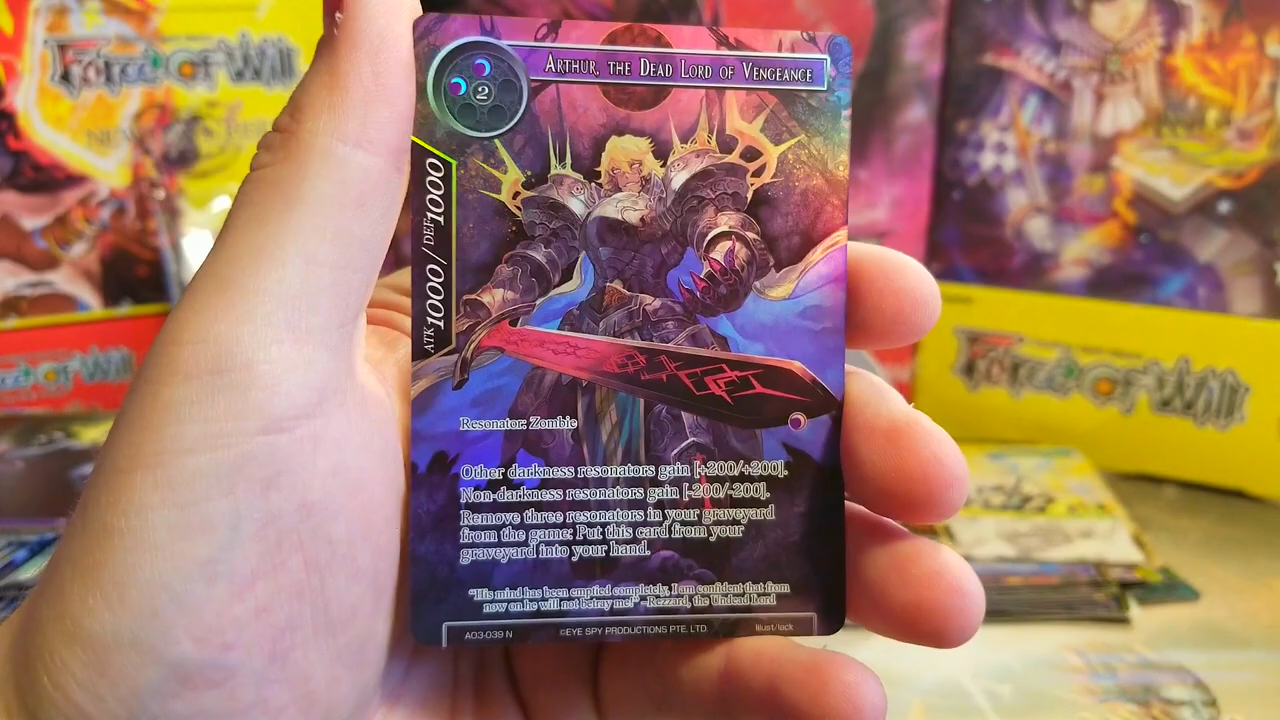 Force of Will
ARTHUR, THE DEAD LORD OF VENGEANCE
2
ATK 1000 / DEF 1000
Resonator: Zombie
Other darkness resonators gain [+200/+200].
Non-darkness resonators gain [-200/-200].
Remove three resonators in your graveyard
from the game: Put this card from your
graveyard into your hand.
"His mind has been emptied completely, I am confident that from
now on he will not betray me!" –Rezzard, the Undead Lord
A03-039 N
©EYE SPY PRODUCTIONS PTE. LTD.
Illust/lack
Force of Will
Force of Will